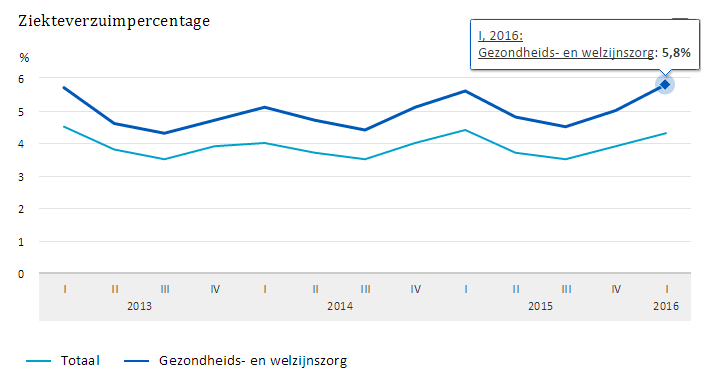 Ziekteverzuimpercentage
I, 2016:
Gezondheids- en welzijnszorg: 5,8%
%
6
5
4
3
2
1
0
I II III IV I II III IV I II III IV I
2013 2014 2015 2016
Totaal Gezondheids- en welzijnszorg